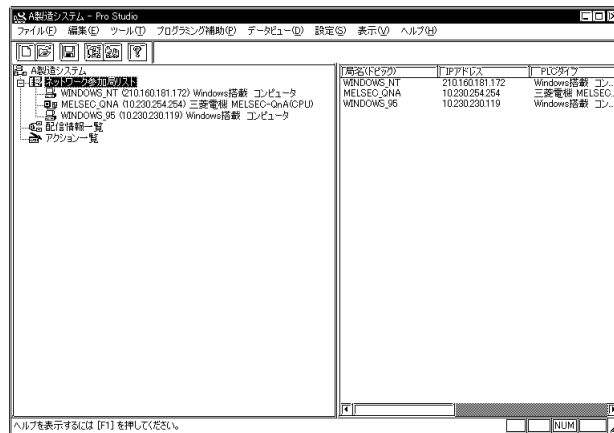 A製造システム - Pro Studio
ファイル(F) 編集(E) ツール(T) プログラミング補助(P) データビュー(D) 設定(S) 表示(V) ヘルプ(H)
A製造システム
ネットワーク参加局リスト
WINDOWS_NT (210.160.181.172) Windows搭載 コンピュータ
MELSEC_QNA (10.230.254.254) 三菱電機 MELSEC-QnA(CPU)
WINDOWS_95 (10.230.230.119) Windows搭載 コンピュータ
配信情報一覧
アクション一覧
局名(トピック) IPアドレス PLCタイプ
WINDOWS_NT 210.160.181.172 Windows搭載 コン...
MELSEC_QNA 10.230.254.254 三菱電機 MELSEC...
WINDOWS_95 10.230.230.119 Windows搭載 コン...
ヘルプを表示するには [F1] を押してください。
NUM